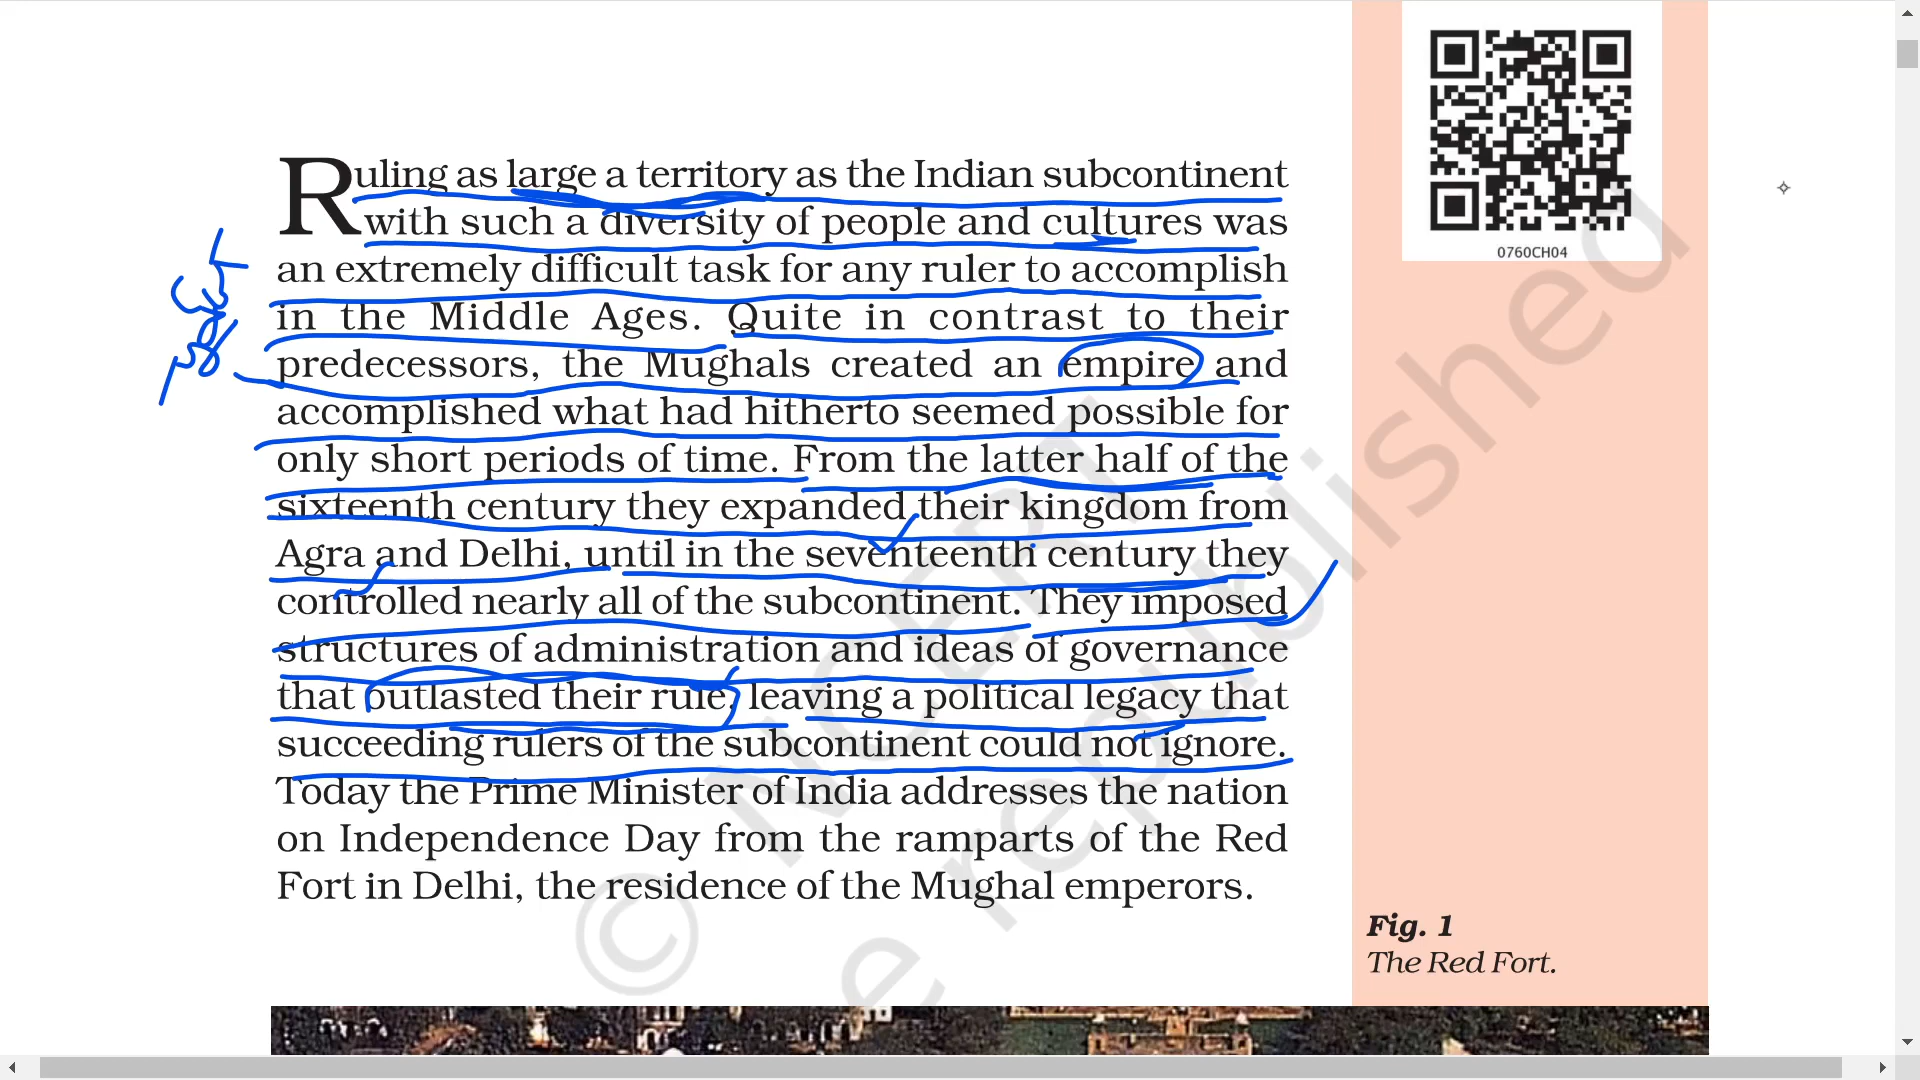 Ruling as large a territory as the Indian subcontinent
with such a diversity of people and cultures was
an extremely difficult task for any ruler to accomplish
in the Middle Ages. Quite in contrast to their
predecessors, the Mughals created an empire and
accomplished what had hitherto seemed possible for
only short periods of time. From the latter half of the
sixteenth century they expanded their kingdom from
Agra and Delhi, until in the seventeenth century they
controlled nearly all of the subcontinent. They imposed
structures of administration and ideas of governance
that outlasted their rule, leaving a political legacy that
succeeding rulers of the subcontinent could not ignore.
Today the Prime Minister of India addresses the nation
on Independence Day from the ramparts of the Red
Fort in Delhi, the residence of the Mughal emperors.
0760CH04
Fig. 1
The Red Fort.
© NCERT
e republished